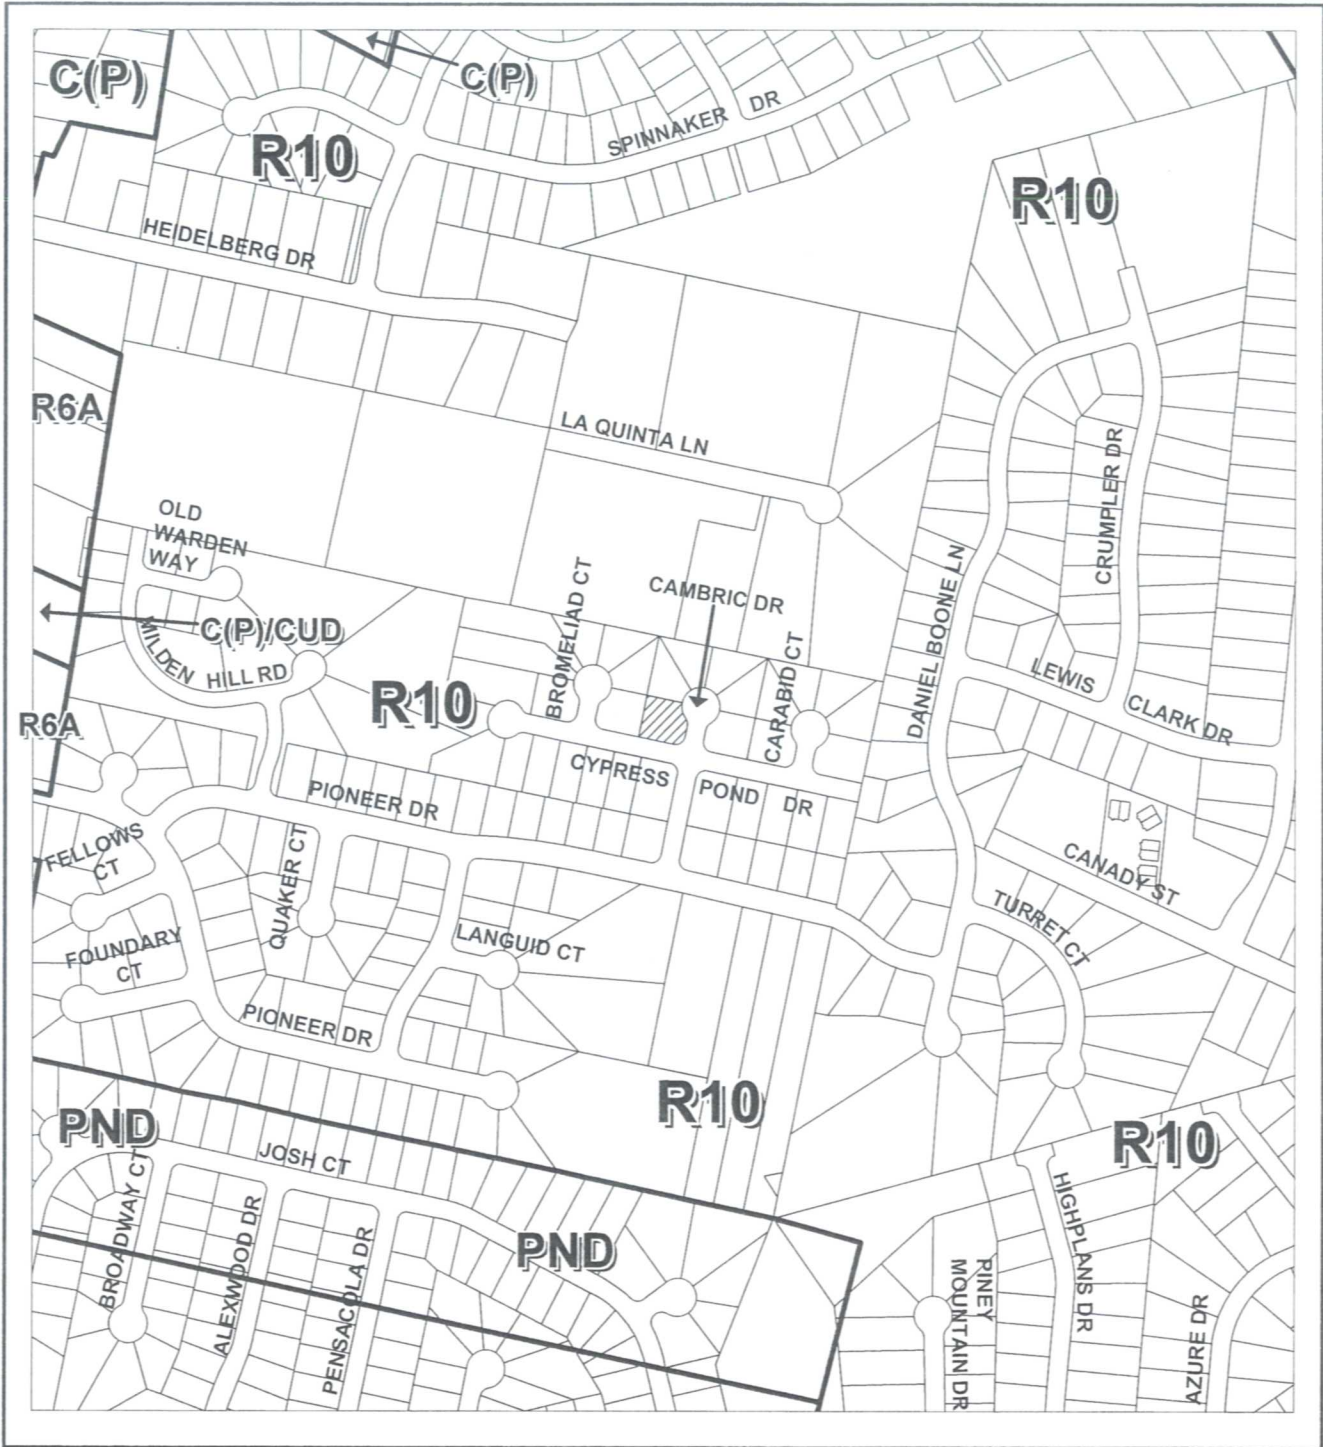 C(P)
C(P)
SPINNAKER DR
R10
R10
HEIDELBERG DR
R6A
LA QUINTA LN
CRUMPLER DR
OLD
WARDEN
WAY
BROMELIAD CT
CAMBRIC DR
DANIEL BOONE LN
C(P)/CUD
MILDEN HILL RD
CARABID CT
LEWIS CLARK DR
R10
R6A
CYPRESS POND DR
PIONEER DR
FELLOWS
CT
QUAKER CT
CANADY ST
TURRET CT
LANGUID CT
FOUNDARY
CT
PIONEER DR
R10
PND
R10
JOSH CT
BROADWAY CT
ALEXWOOD DR
PENSACOLA DR
PND
HIGHPLANS DR
PINEY
MOUNTAIN DR
AZURE DR